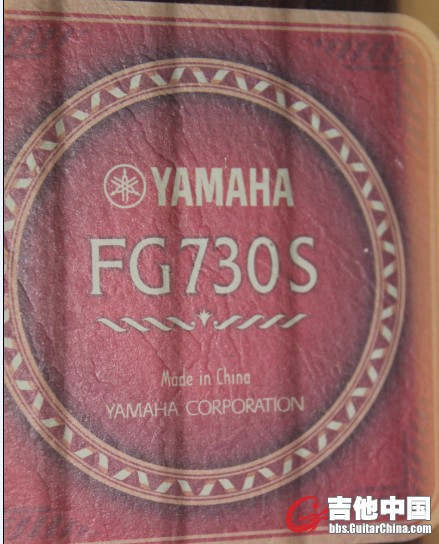 YAMAHA
FG730S
Made in China
YAMAHA CORPORATION
吉他中国
bbs.GuitarChina.com